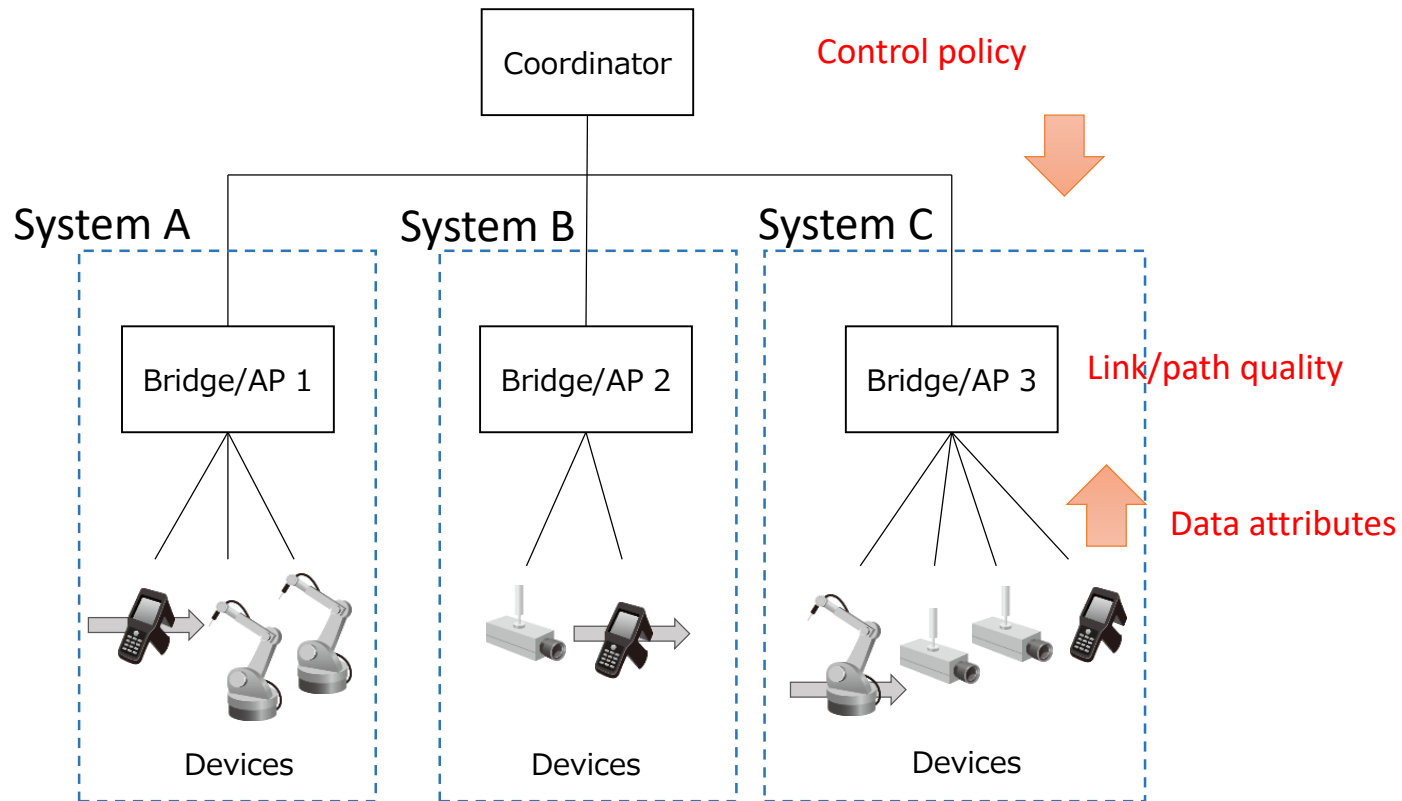 Coordinator
Control policy
System A
System B
System C
Bridge/AP 1
Bridge/AP 2
Bridge/AP 3
Link/path quality
Data attributes
Devices
Devices
Devices